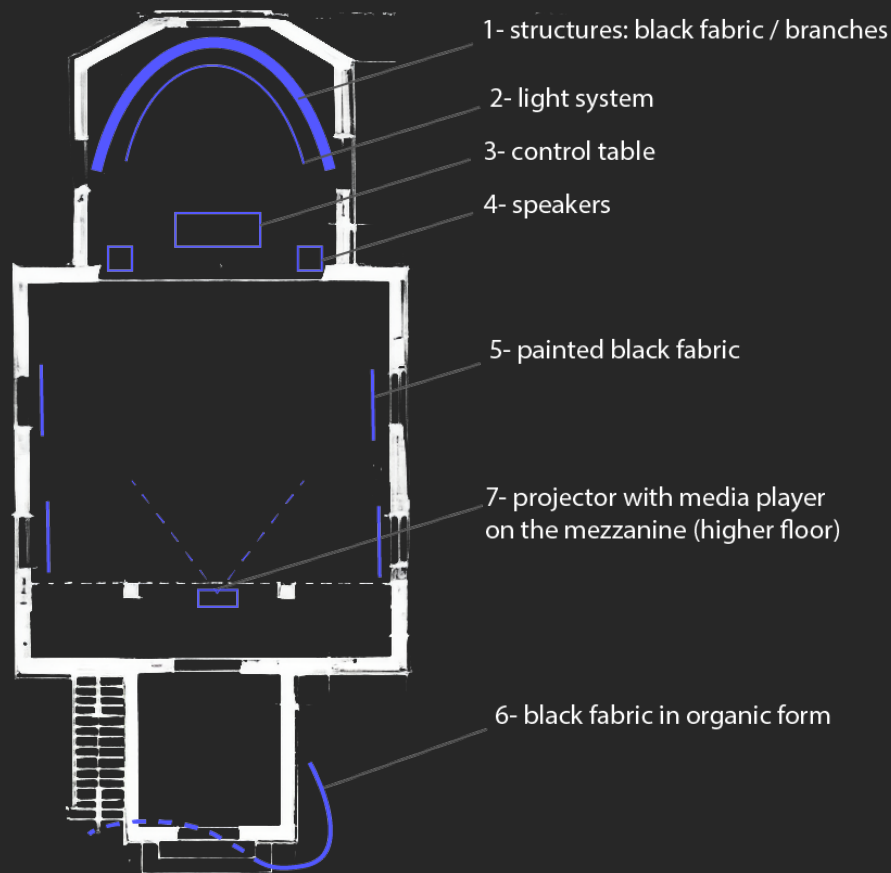 1- structures: black fabric / branches
2- light system
3- control table
4- speakers
5- painted black fabric
7- projector with media player
on the mezzanine (higher floor)
6- black fabric in organic form